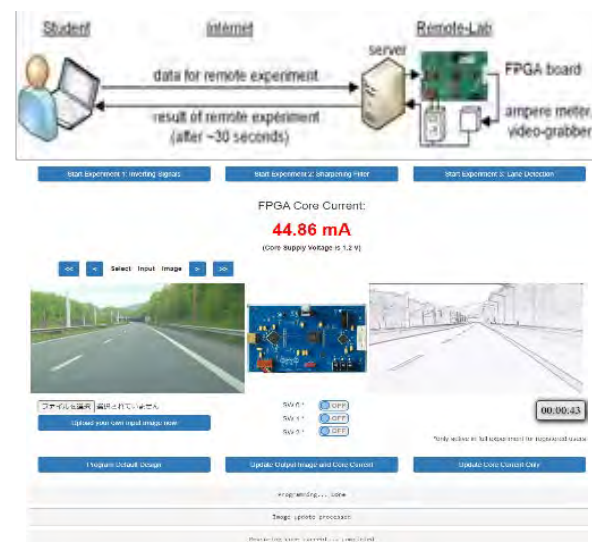 Student Internet Remote-Lab
server
data for remote experiment
FPGA board
result of remote experiment
(after ~30 seconds)
ampere meter,
video-grabber
Start Experiment 1: Inverting Signals
Start Experiment 2: Sharpening Filter
Start Experiment 3: Lane Detection
FPGA Core Current:
44.86 mA
(Core Supply Voltage is 1.2 V)
<< < Select Input Image > >>
ファイルを選択 選択されていません
Upload your own input image now
SW 0 * OFF
SW 1 * OFF
SW 2 * OFF
00:00:43
*only active in full experiment for registered users
Program Default Design
Update Output Image and Core Current
Update Core Current Only
Programming... Done
Image update processed
Measuring core current... completed